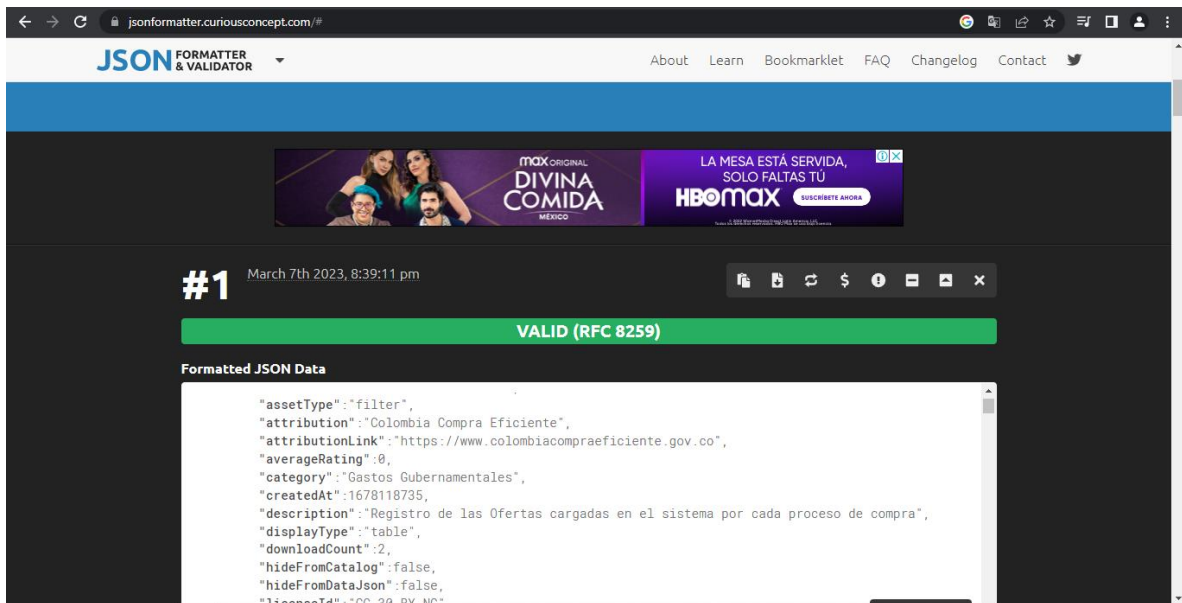 jsonformatter.curiousconcept.com/#
JSON FORMATTER & VALIDATOR
About Learn Bookmarklet FAQ Changelog Contact
max ORIGINAL
DIVINA
COMIDA
MÉXICO
LA MESA ESTÁ SERVIDA,
SOLO FALTAS TÚ
HBOmax SUSCRÍBETE AHORA
#1 March 7th 2023, 8:39:11 pm
VALID (RFC 8259)
Formatted JSON Data
"assetType":"filter",
"attribution":"Colombia Compra Eficiente",
"attributionLink":"https://www.colombiacompraeficiente.gov.co",
"averageRating":0,
"category":"Gastos Gubernamentales",
"createdAt":1678118735,
"description":"Registro de las Ofertas cargadas en el sistema por cada proceso de compra",
"displayType":"table",
"downloadCount":2,
"hideFromCatalog":false,
"hideFromDataJson":false,